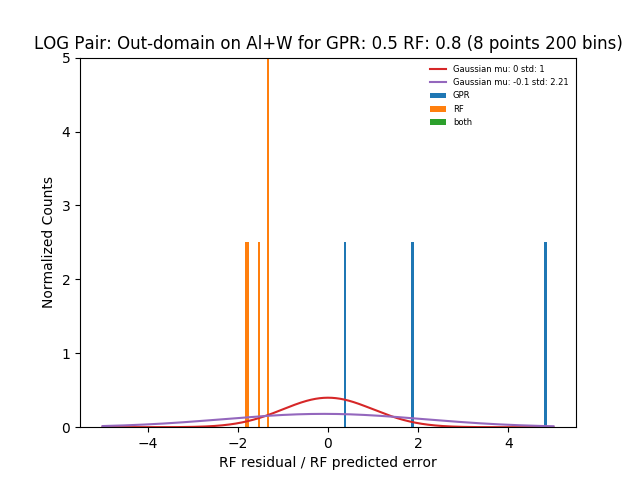 LOG Pair: Out-domain on Al+W for GPR: 0.5 RF: 0.8 (8 points 200 bins)
Gaussian mu: 0 std: 1
Gaussian mu: -0.1 std: 2.21
GPR
RF
both
Normalized Counts
5
4
3
2
1
0
−4
−2
0
2
4
RF residual / RF predicted error